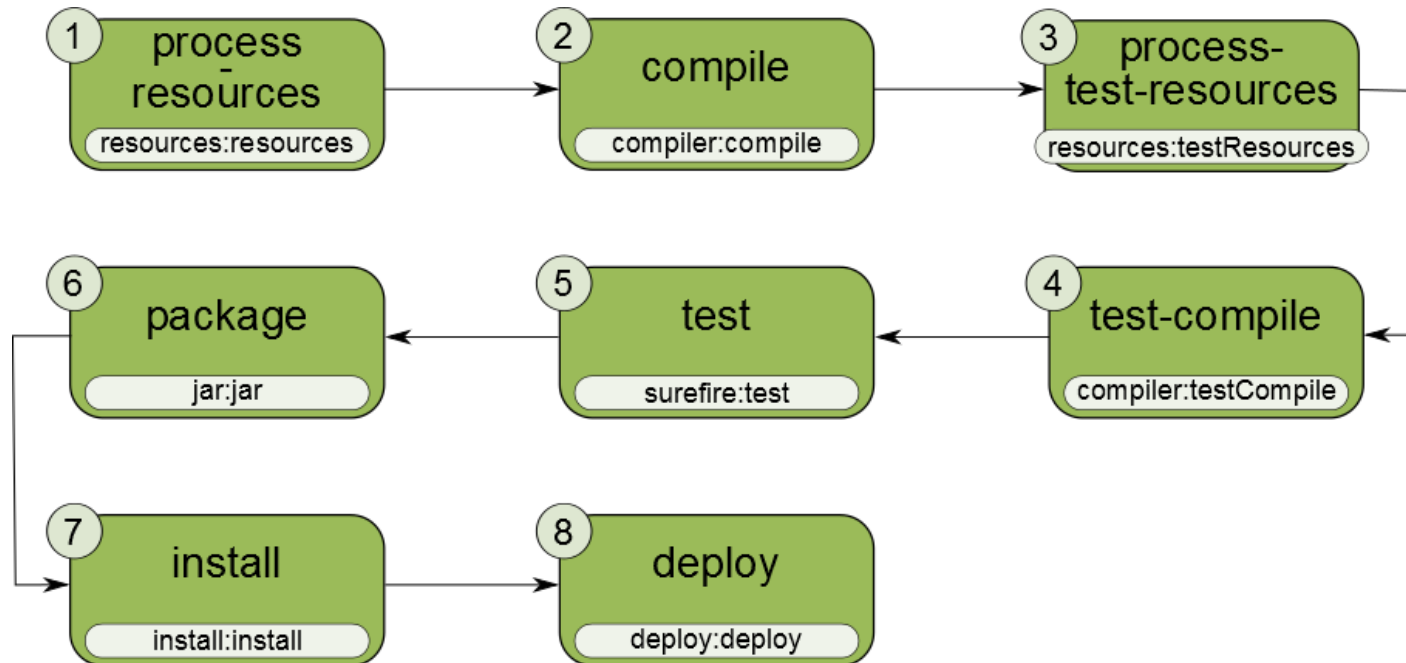 1
process
-
resources
resources:resources
2
compile
compiler:compile
3
process-
test-resources
resources:testResources
4
test-compile
compiler:testCompile
5
test
surefire:test
6
package
jar:jar
7
install
install:install
8
deploy
deploy:deploy